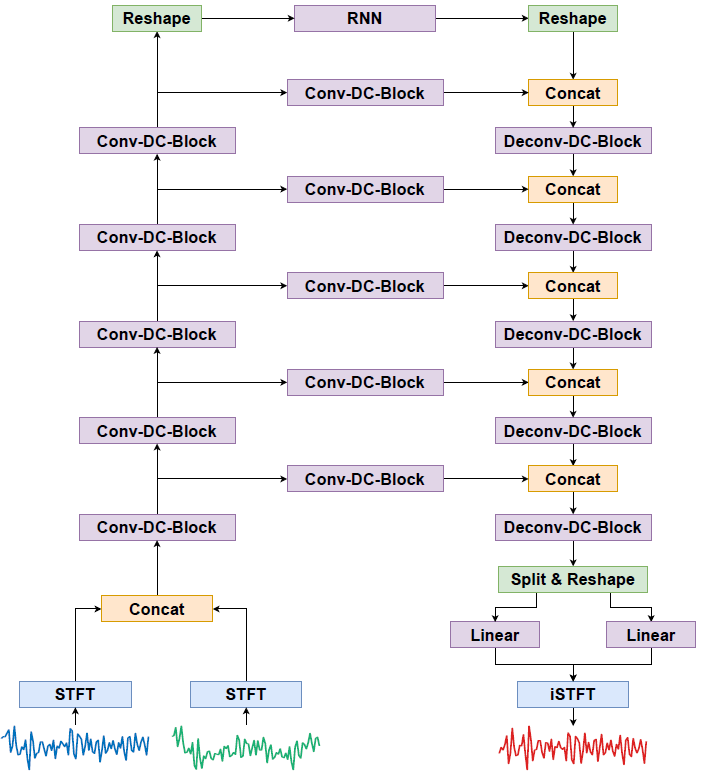 Reshape RNN Reshape
Conv-DC-Block Concat
Conv-DC-Block Deconv-DC-Block
Conv-DC-Block Concat
Conv-DC-Block Deconv-DC-Block
Conv-DC-Block Concat
Conv-DC-Block Deconv-DC-Block
Conv-DC-Block Concat
Conv-DC-Block Deconv-DC-Block
Conv-DC-Block Concat
Conv-DC-Block Deconv-DC-Block
Split & Reshape
Concat
Linear Linear
STFT STFT iSTFT